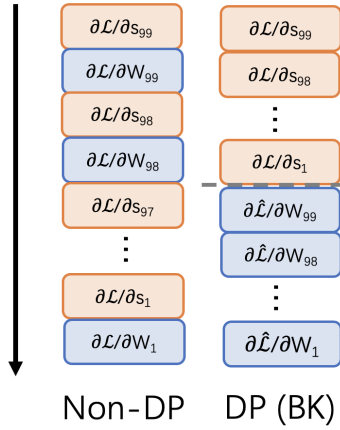 ∂ℒ/∂s₉₉
∂ℒ/∂W₉₉
∂ℒ/∂s₉₈
∂ℒ/∂W₉₈
∂ℒ/∂s₉₇
⋮
∂ℒ/∂s₁
∂ℒ/∂W₁
Non-DP
∂ℒ/∂s₉₉
∂ℒ/∂s₉₈
⋮
∂ℒ/∂s₁
∂ℒ̂/∂W₉₉
∂ℒ̂/∂W₉₈
⋮
∂ℒ̂/∂W₁
DP (BK)